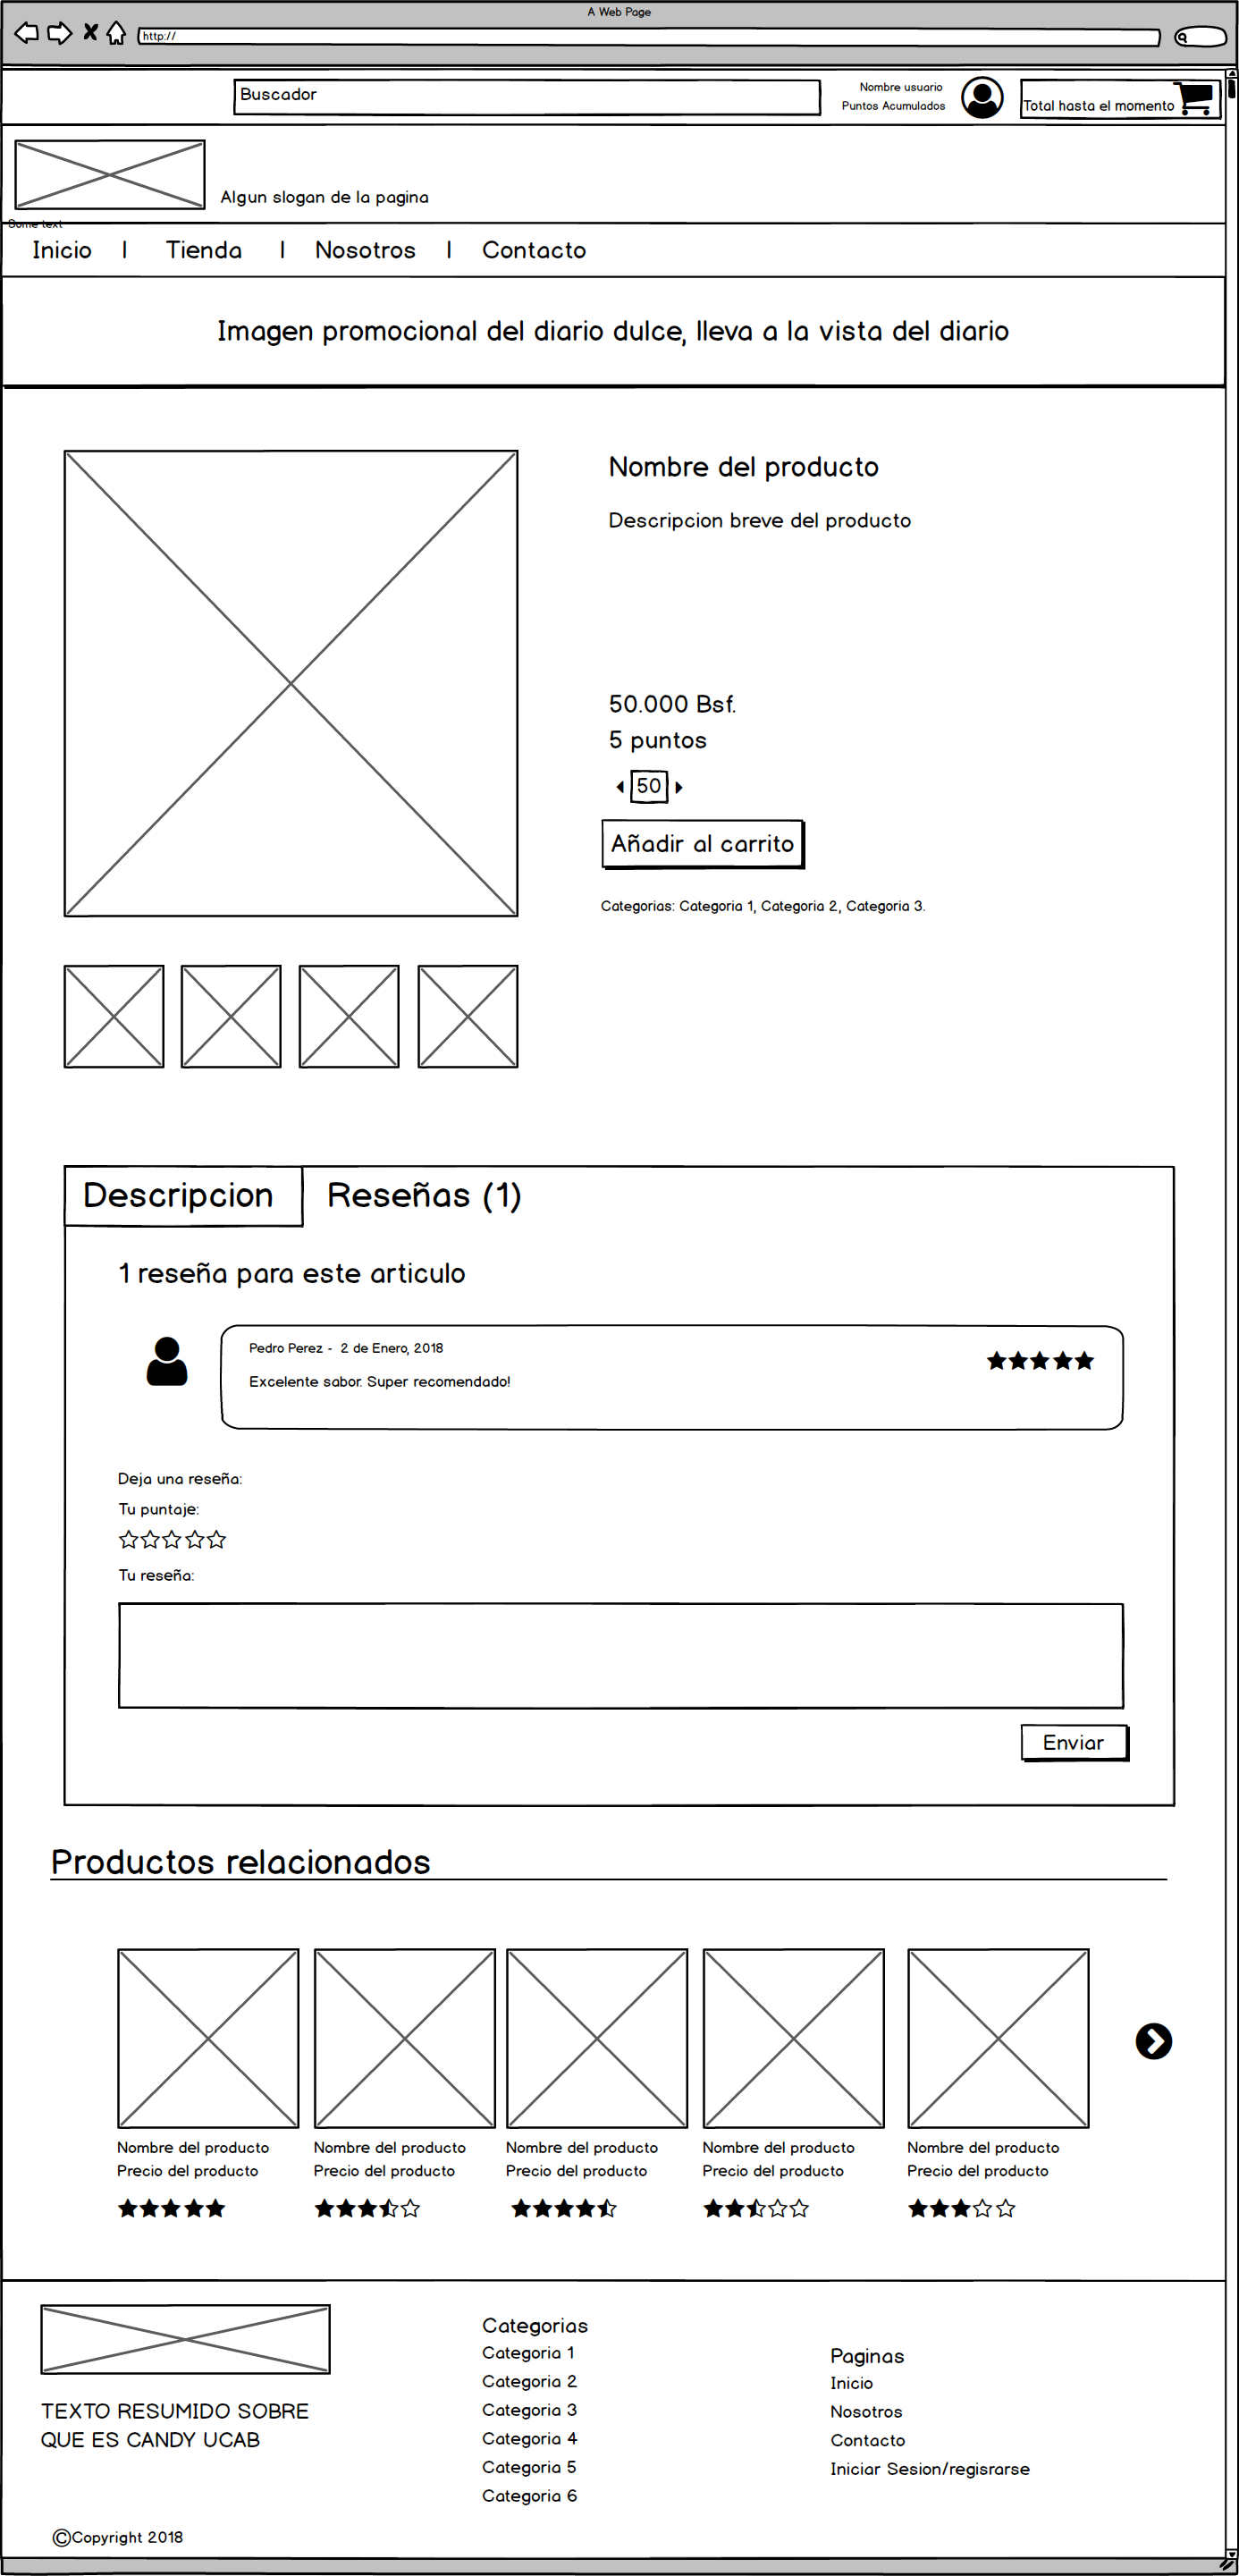 A Web Page
http://
Buscador
Nombre usuario
Puntos Acumulados
Total hasta el momento
Algun slogan de la pagina
Some text
Inicio | Tienda | Nosotros | Contacto
Imagen promocional del diario dulce, lleva a la vista del diario
Nombre del producto
Descripcion breve del producto
50.000 Bsf.
5 puntos
50
Añadir al carrito
Categorias: Categoria 1, Categoria 2, Categoria 3.
Descripcion Reseñas (1)
1 reseña para este articulo
Pedro Perez - 2 de Enero, 2018
Excelente sabor. Super recomendado!
Deja una reseña:
Tu puntaje:
Tu reseña:
Enviar
Productos relacionados
Nombre del producto Nombre del producto Nombre del producto Nombre del producto Nombre del producto
Precio del producto Precio del producto Precio del producto Precio del producto Precio del producto
TEXTO RESUMIDO SOBRE
QUE ES CANDY UCAB
Categorias
Categoria 1
Categoria 2
Categoria 3
Categoria 4
Categoria 5
Categoria 6
Paginas
Inicio
Nosotros
Contacto
Iniciar Sesion/regisrarse
©Copyright 2018